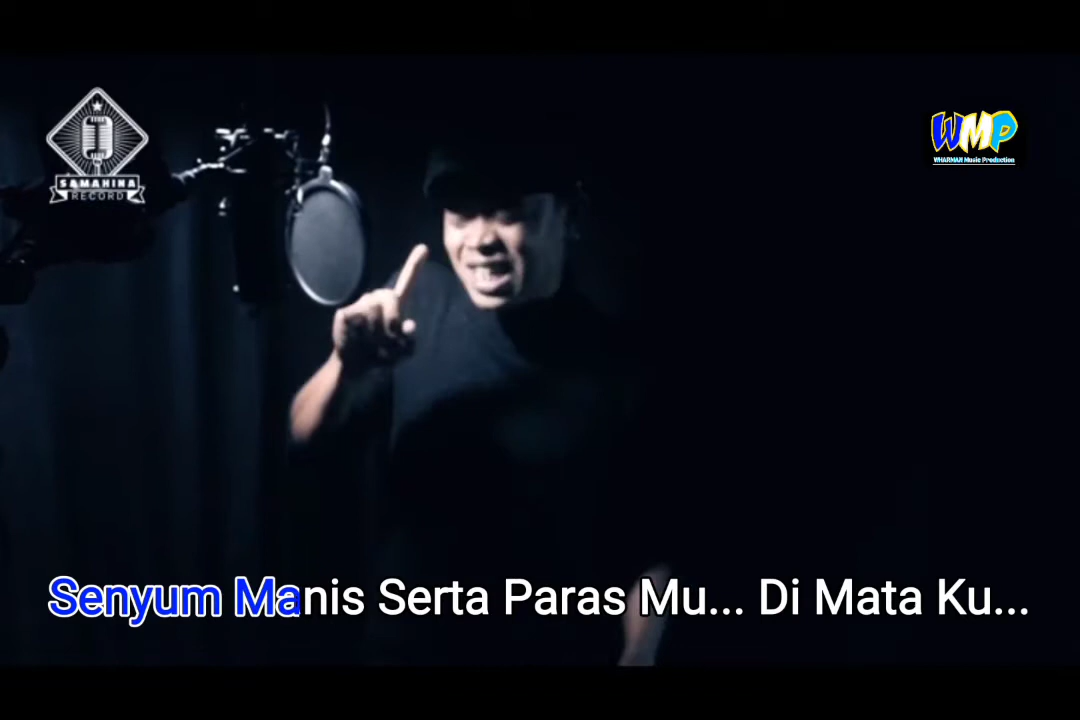 SAMAHINA
RECORD
WMP
WHARMAN Music Production
Senyum Manis Serta Paras Mu... Di Mata Ku...